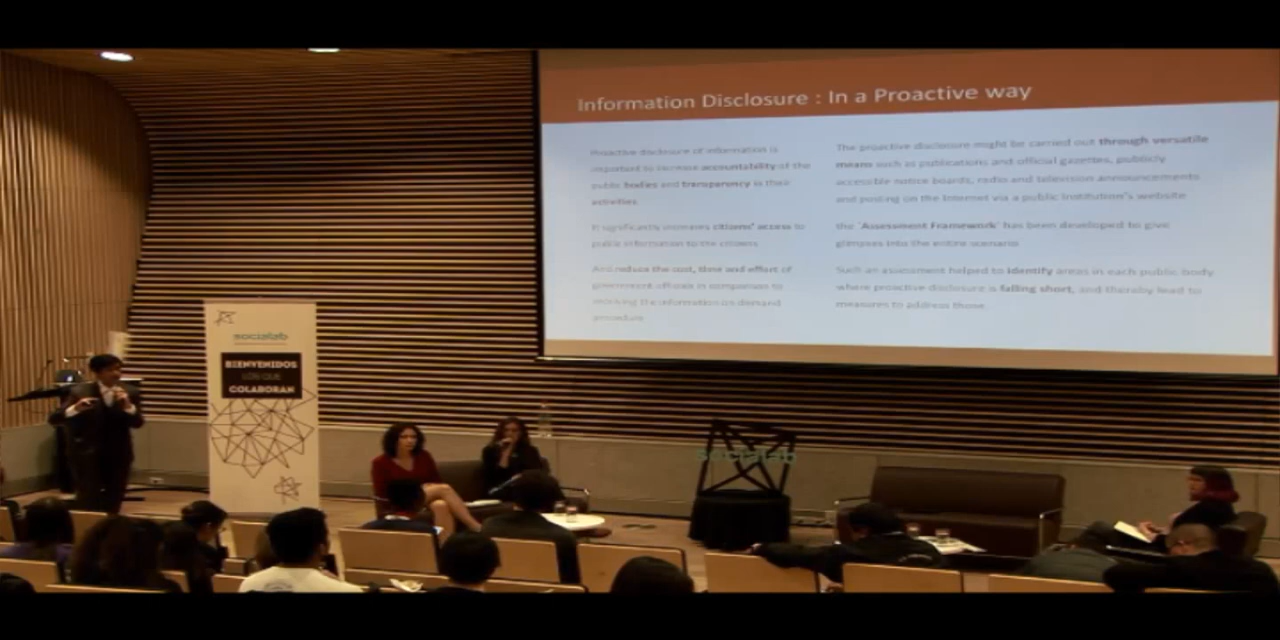 Information Disclosure : In a Proactive way
Proactive disclosure of information is
important to increase accountability of the
public bodies and transparency in their
activities
It significantly increases citizens' access to
public information to the citizens
And reduce the cost, time and effort of
government officials in comparison to
the information on demand
procedure
The proactive disclosure might be carried out through versatile
means such as publications and official gazettes, publicly
accessible notice boards, radio and television announcements
and posting on the Internet via a public institution's website
the 'Assessment Framework' has been developed to give
glimpses into the entire scenario
Such an assessment helped to identify areas in each public body
where proactive disclosure is falling short, and thereby lead to
measures to address those.
socialab
BIENVENIDOS
LOS QUE
COLABORAN
socialab